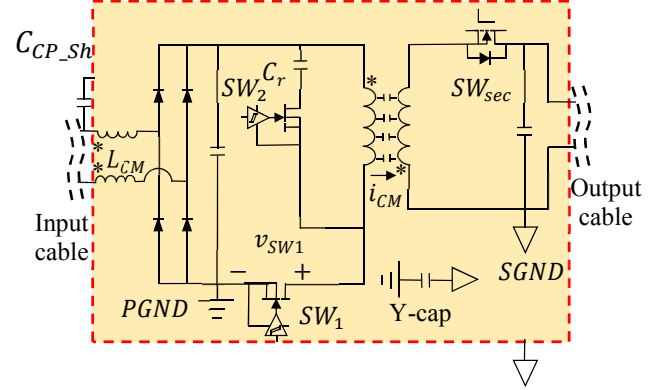 C_CP_Sh
C_r
SW_2
SW_sec
* L_CM
*
*
*
i_CM
Input
cable
Output
cable
v_SW1
− +
SGND
PGND
SW_1
Y-cap